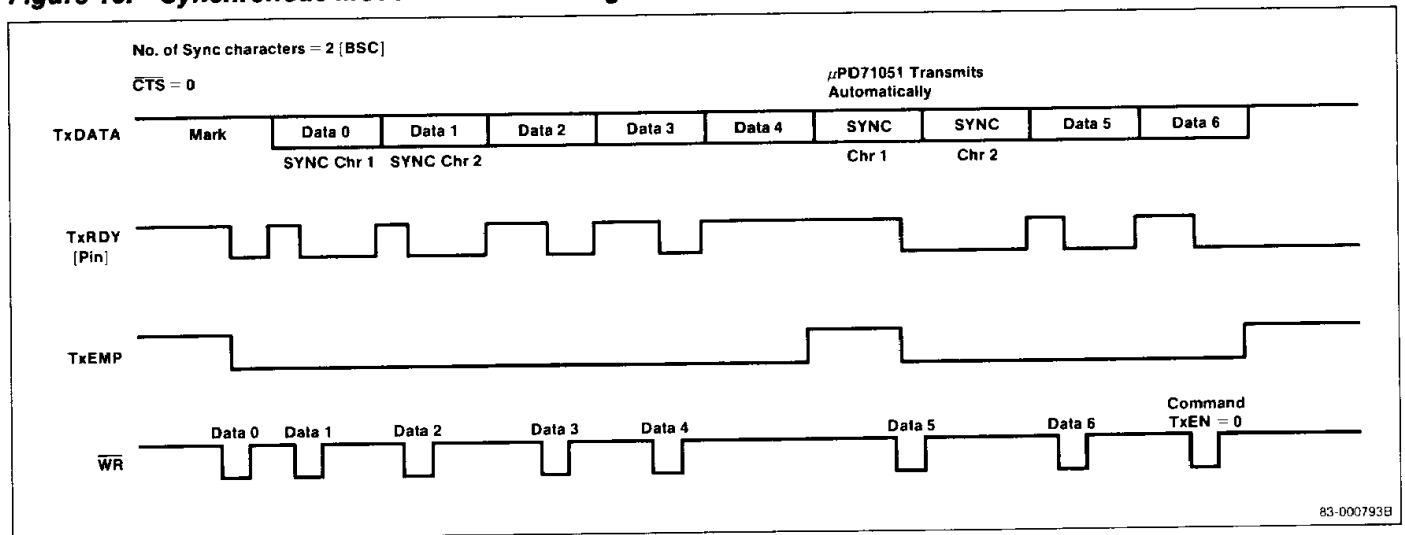 No. of Sync characters = 2 [BSC]
C̅T̅S̅ = 0
µPD71051 Transmits
Automatically
TxDATA Mark Data 0 Data 1 Data 2 Data 3 Data 4 SYNC SYNC Data 5 Data 6
SYNC Chr 1 SYNC Chr 2 Chr 1 Chr 2
TxRDY
[Pin]
TxEMP
Command
Data 0 Data 1 Data 2 Data 3 Data 4 Data 5 Data 6 TxEN = 0
W̅R̅
83-000793B